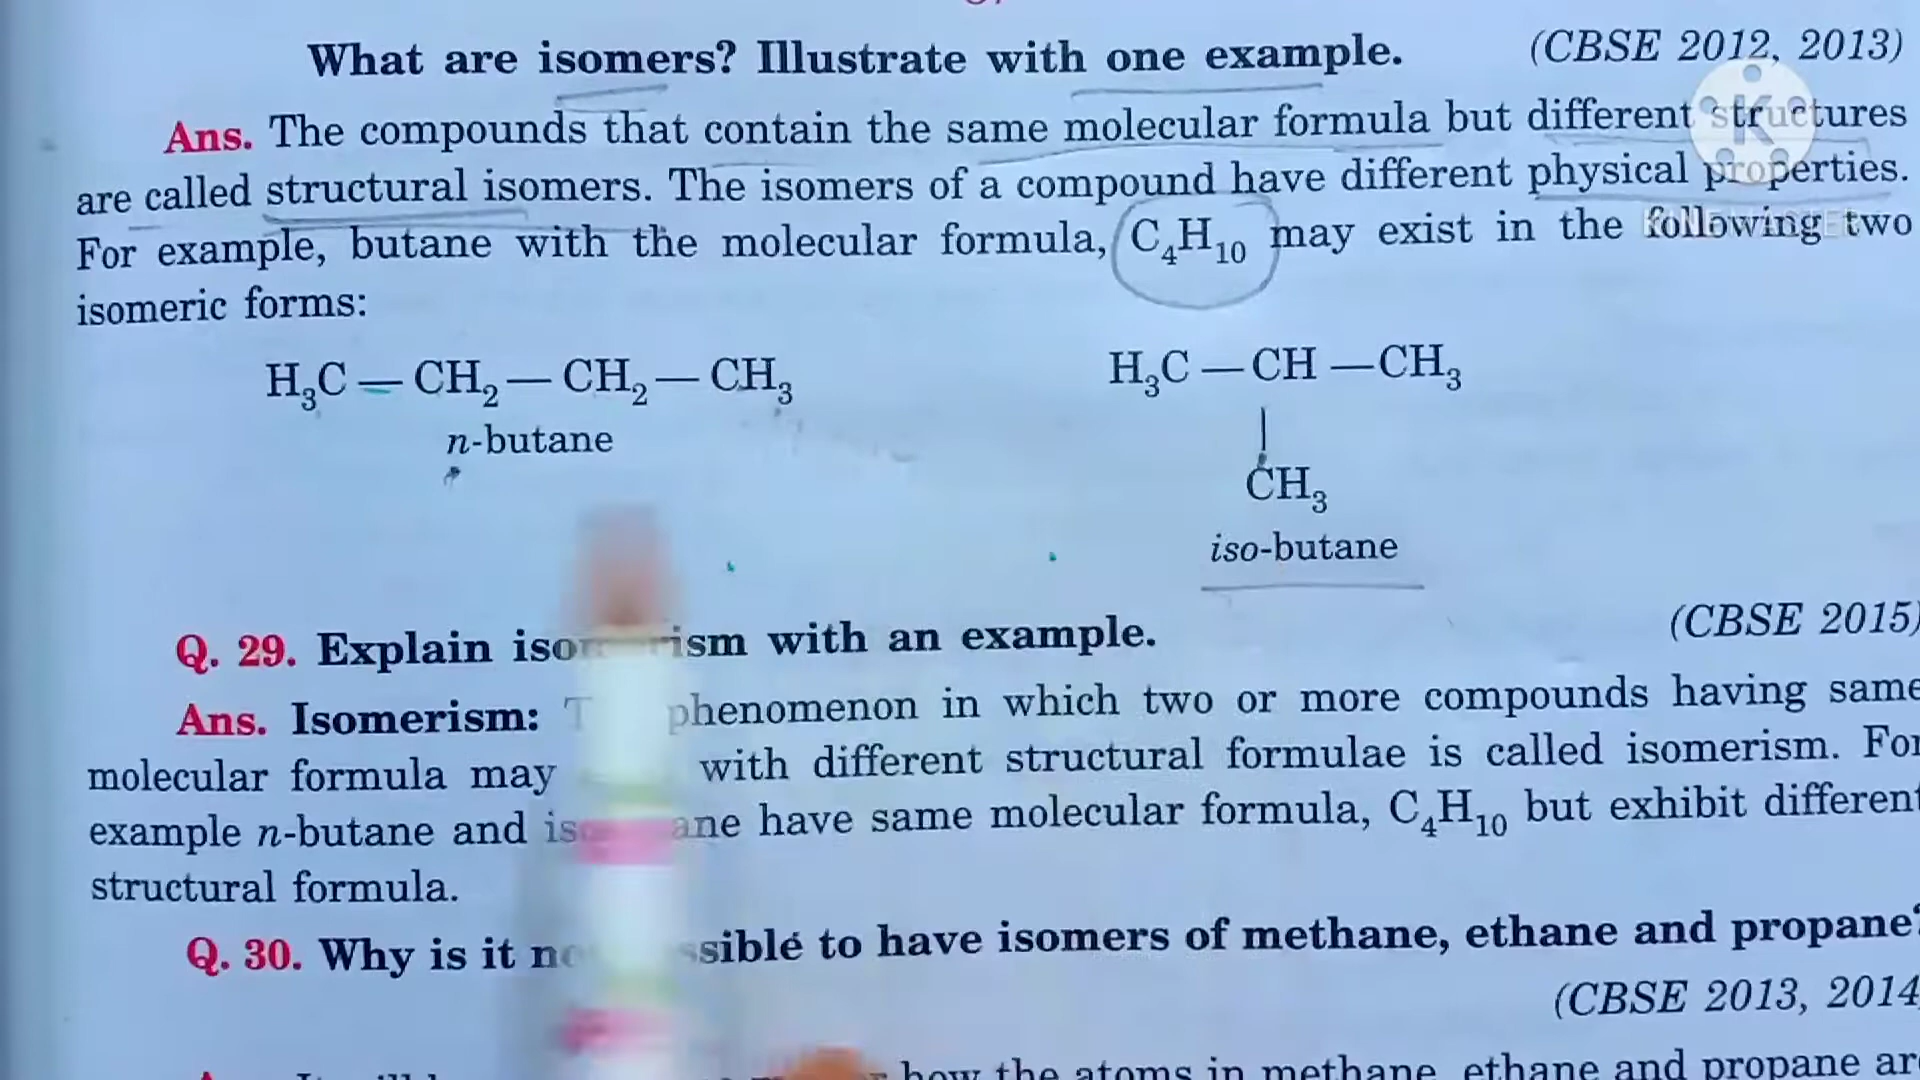 What are isomers? Illustrate with one example. (CBSE 2012, 2013)
Ans. The compounds that contain the same molecular formula but different structures
are called structural isomers. The isomers of a compound have different physical properties.
For example, butane with the molecular formula, C₄H₁₀ may exist in the following two
isomeric forms:
H₃C — CH₂ — CH₂ — CH₃
n-butane
H₃C — CH — CH₃
|
CH₃
iso-butane
Q. 29. Explain ism with an example. (CBSE 2015)
Ans. Isomerism: phenomenon in which two or more compounds having same
molecular formula may with different structural formulae is called isomerism. For
example n-butane and have same molecular formula, C₄H₁₀ but exhibit different
structural formula.
Q. 30. Why is it to have isomers of methane, ethane and propane?
(CBSE 2013, 2014
how the atoms in methane, ethane and propane are